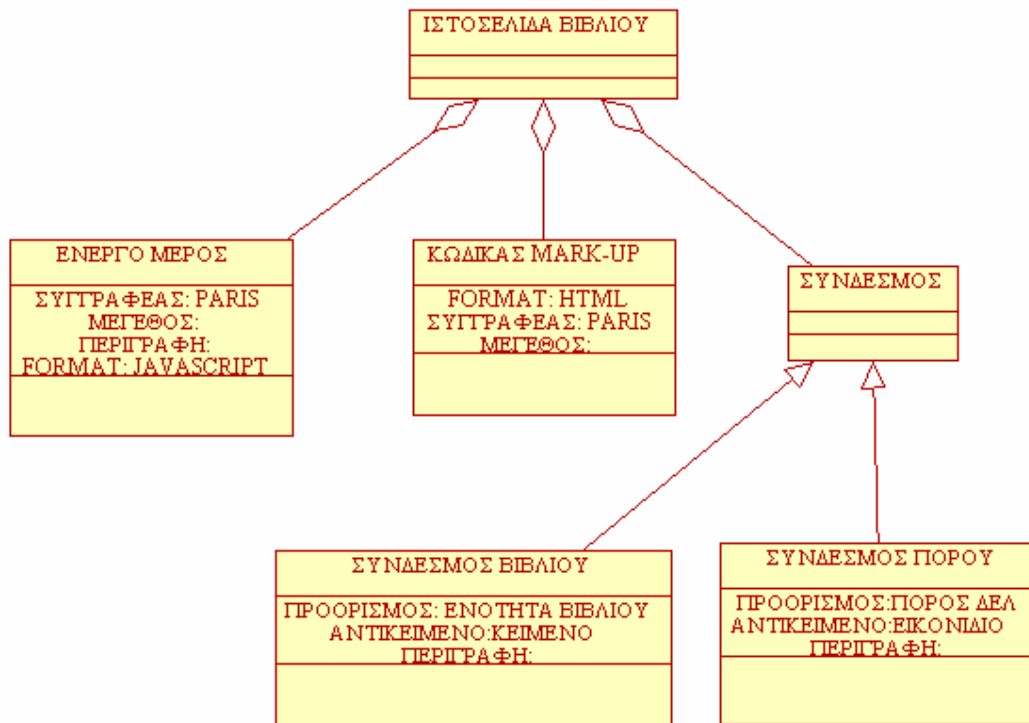 ΙΣΤΟΣΕΛΙΔΑ ΒΙΒΛΙΟΥ
ΕΝΕΡΓΟ ΜΕΡΟΣ
ΣΥΓΓΡΑΦΕΑΣ: PARIS
ΜΕΓΕΘΟΣ:
ΠΕΡΙΓΡΑΦΗ:
FORMAT: JAVASCRIPT
ΚΩΔΙΚΑΣ MARK-UP
FORMAT: HTML
ΣΥΓΓΡΑΦΕΑΣ: PARIS
ΜΕΓΕΘΟΣ:
ΣΥΝΔΕΣΜΟΣ
ΣΥΝΔΕΣΜΟΣ ΒΙΒΛΙΟΥ
ΠΡΟΟΡΙΣΜΟΣ: ΕΝΟΤΗΤΑ ΒΙΒΛΙΟΥ
ΑΝΤΙΚΕΙΜΕΝΟ:ΚΕΙΜΕΝΟ
ΠΕΡΙΓΡΑΦΗ:
ΣΥΝΔΕΣΜΟΣ ΠΟΡΟΥ
ΠΡΟΟΡΙΣΜΟΣ:ΠΟΡΟΣ ΔΕΛ
ΑΝΤΙΚΕΙΜΕΝΟ:ΕΙΚΟΝΙΔΙΟ
ΠΕΡΙΓΡΑΦΗ: